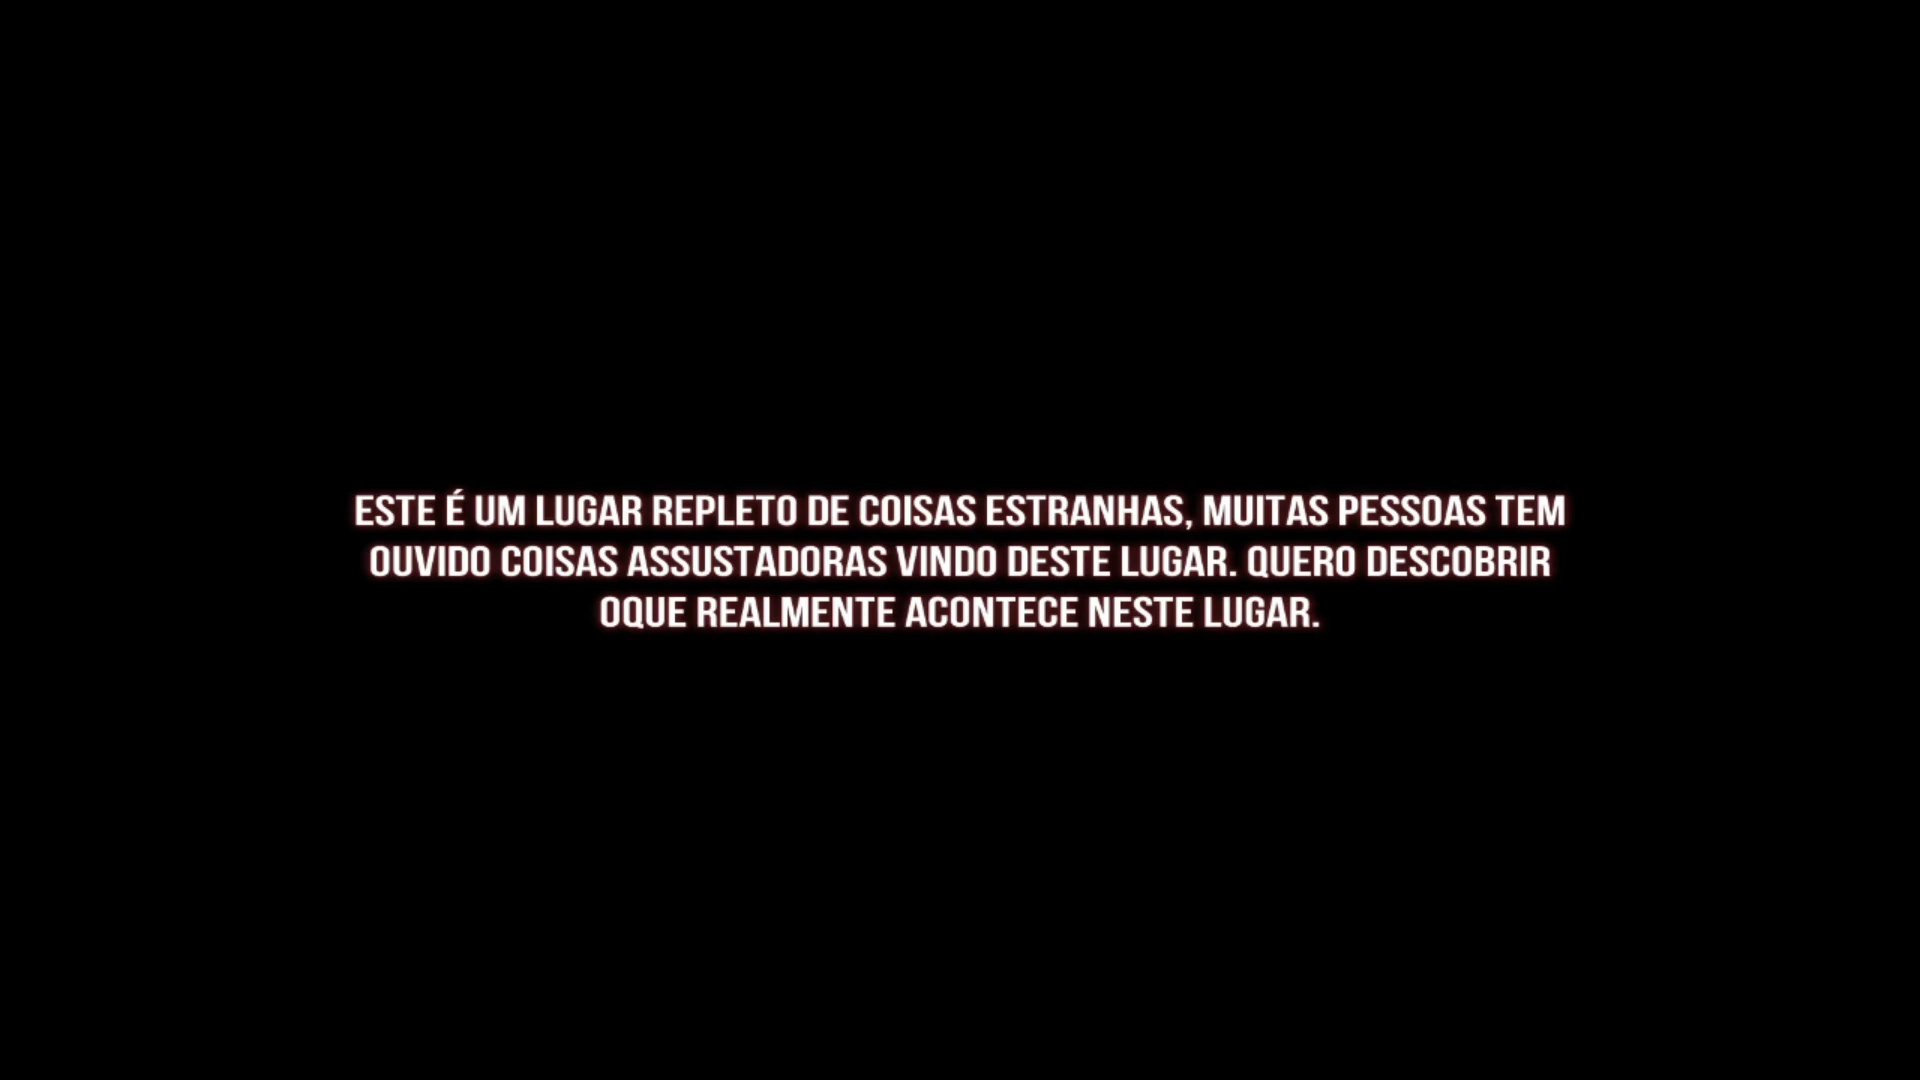 ESTE É UM LUGAR REPLETO DE COISAS ESTRANHAS, MUITAS PESSOAS TEM
OUVIDO COISAS ASSUSTADORAS VINDO DESTE LUGAR. QUERO DESCOBRIR
OQUE REALMENTE ACONTECE NESTE LUGAR.